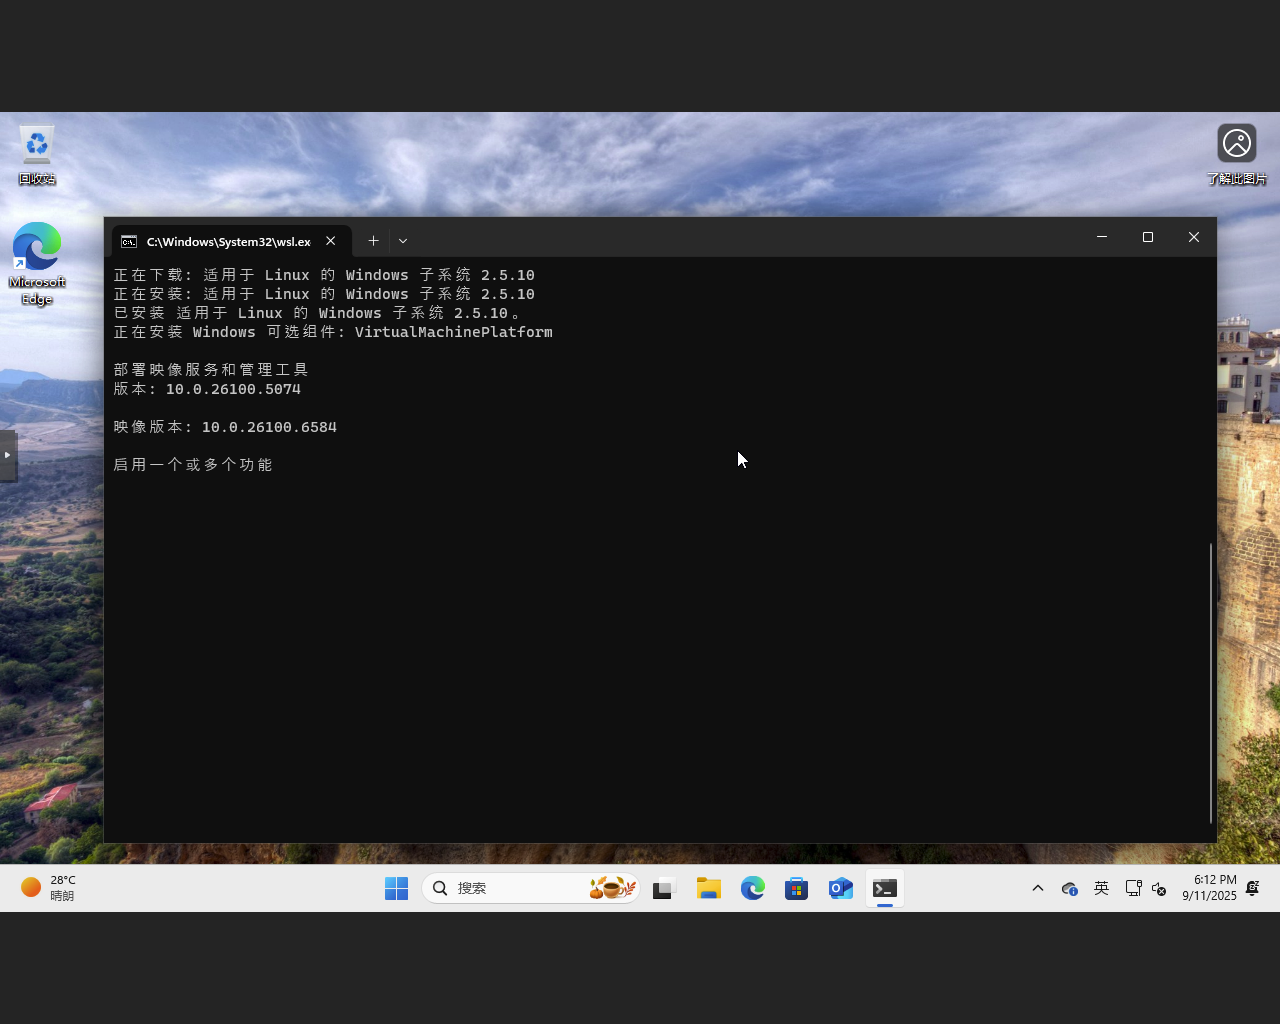 回收站
Microsoft
Edge
了解此图片
C:\Windows\System32\wsl.ex
正在下载: 适用于 Linux 的 Windows 子系统 2.5.10
正在安装: 适用于 Linux 的 Windows 子系统 2.5.10
已安装 适用于 Linux 的 Windows 子系统 2.5.10。
正在安装 Windows 可选组件: VirtualMachinePlatform
部署映像服务和管理工具
版本: 10.0.26100.5074
映像版本: 10.0.26100.6584
启用一个或多个功能
28°C
晴朗
搜索
英
6:12 PM
9/11/2025